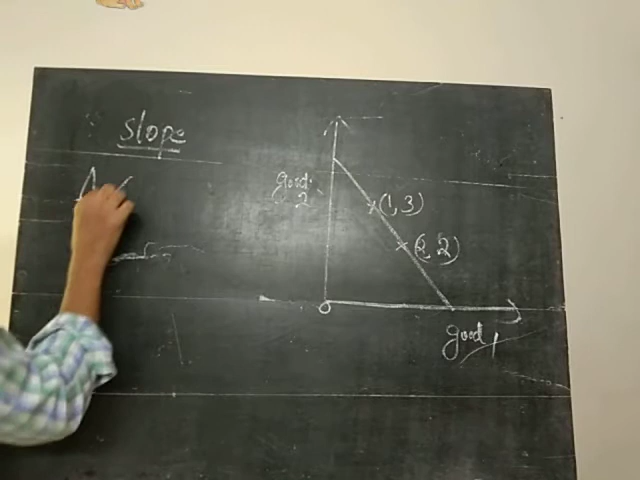 slope
good
2
(1, 3)
(2, 2)
0
good 1